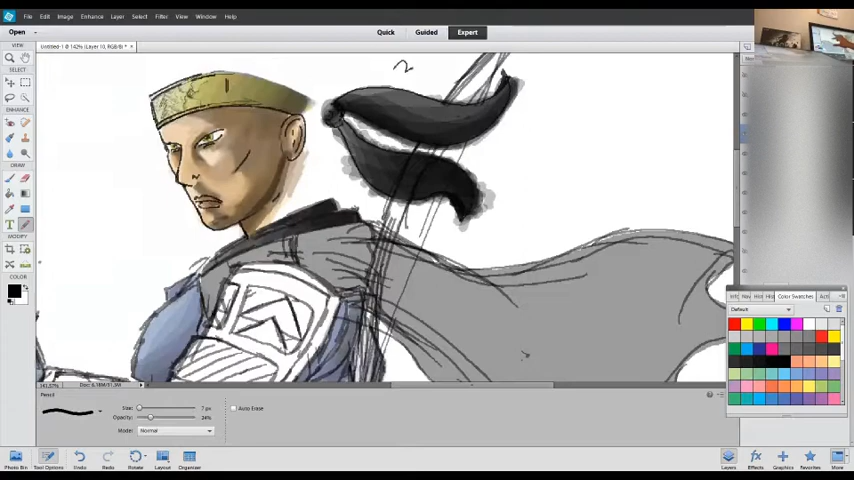 File Edit Image Enhance Layer Select Filter View Window Help
Open Quick Guided Expert
VIEW Untitled-1 @ 142% (Layer 10, RGB/8) * ×
SELECT
ENHANCE
DRAW
MODIFY
COLOR
Color Swatches
Default
Pencil
Size: 7 px
Opacity: 24%
Auto Erase
Mode: Normal
Photo Bin Tool Options Undo Redo Rotate Layout Organizer Layers Effects Graphics Favorites More